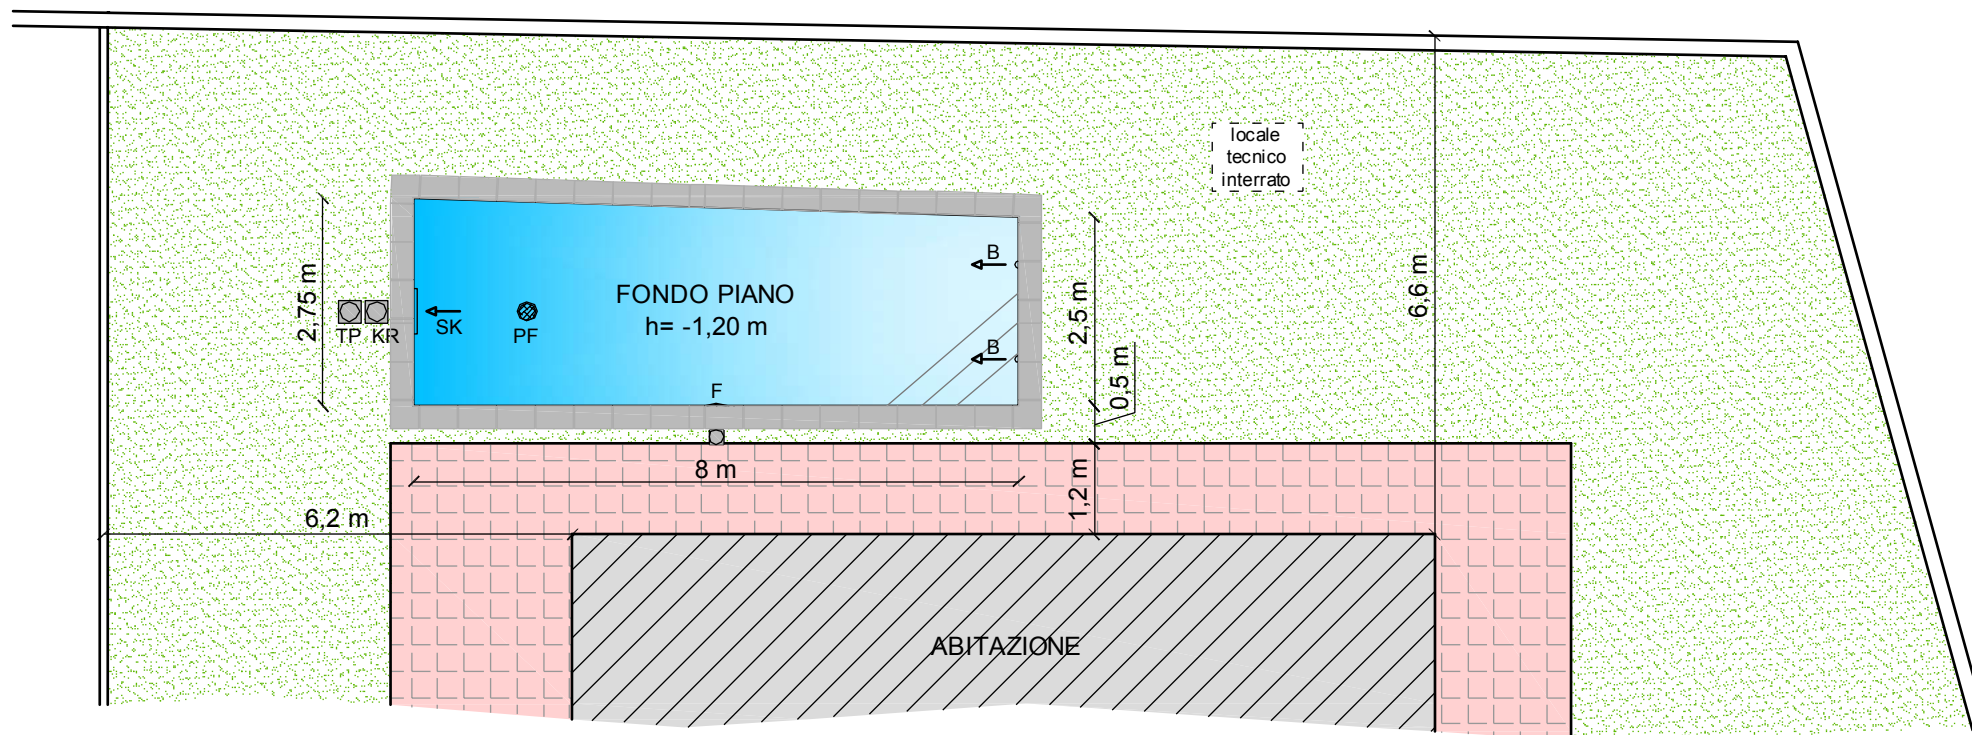 locale
tecnico
interrato
B
FONDO PIANO
h= -1,20 m
2,75 m
SK
PF
TP
KR
B
2,5 m
6,6 m
F
0,5 m
8 m
1,2 m
6,2 m
ABITAZIONE